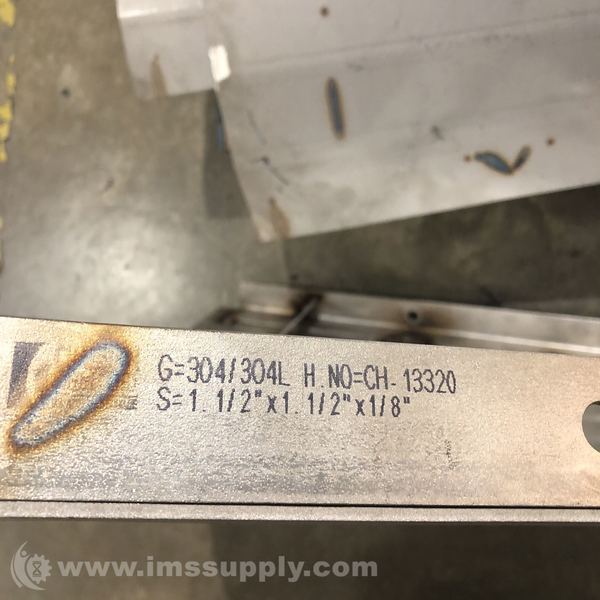 G=304/304L H.NO=CH-13320
S=1.1/2"x1.1/2"x1/8"
www.imssupply.com